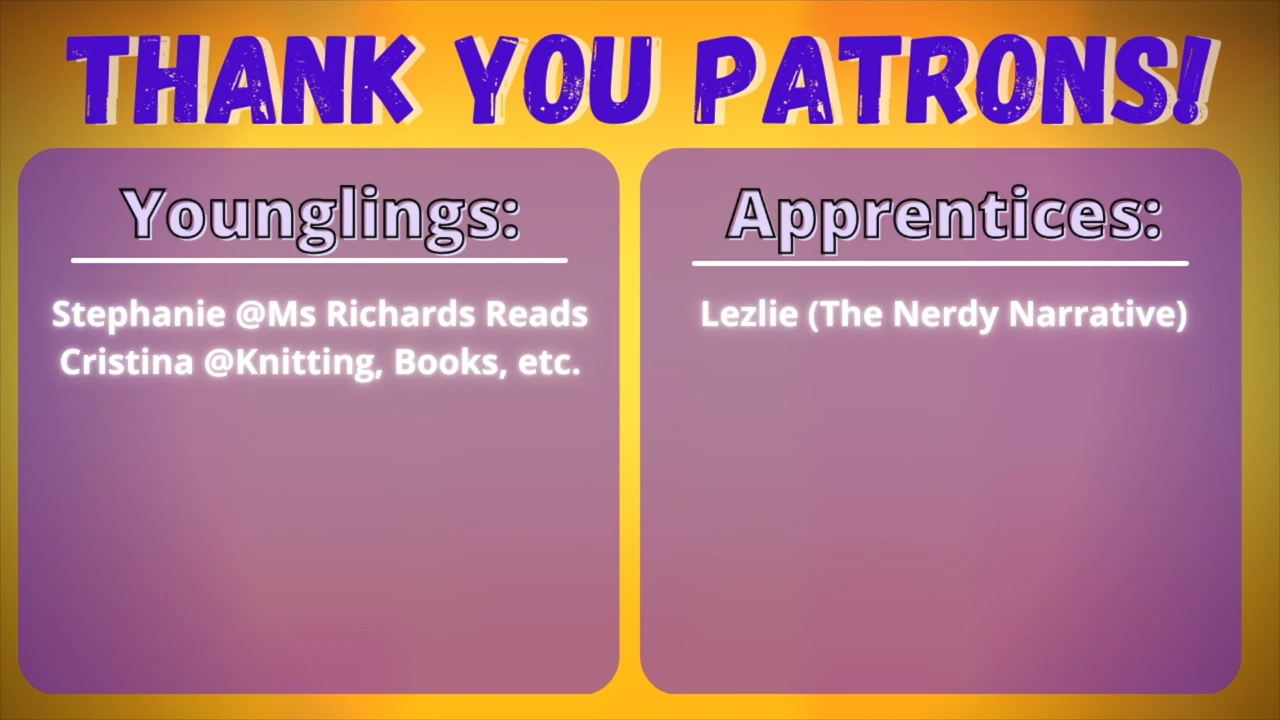 THANK YOU PATRONS!
Younglings:
Stephanie @Ms Richards Reads
Cristina @Knitting, Books, etc.
Apprentices:
Lezlie (The Nerdy Narrative)